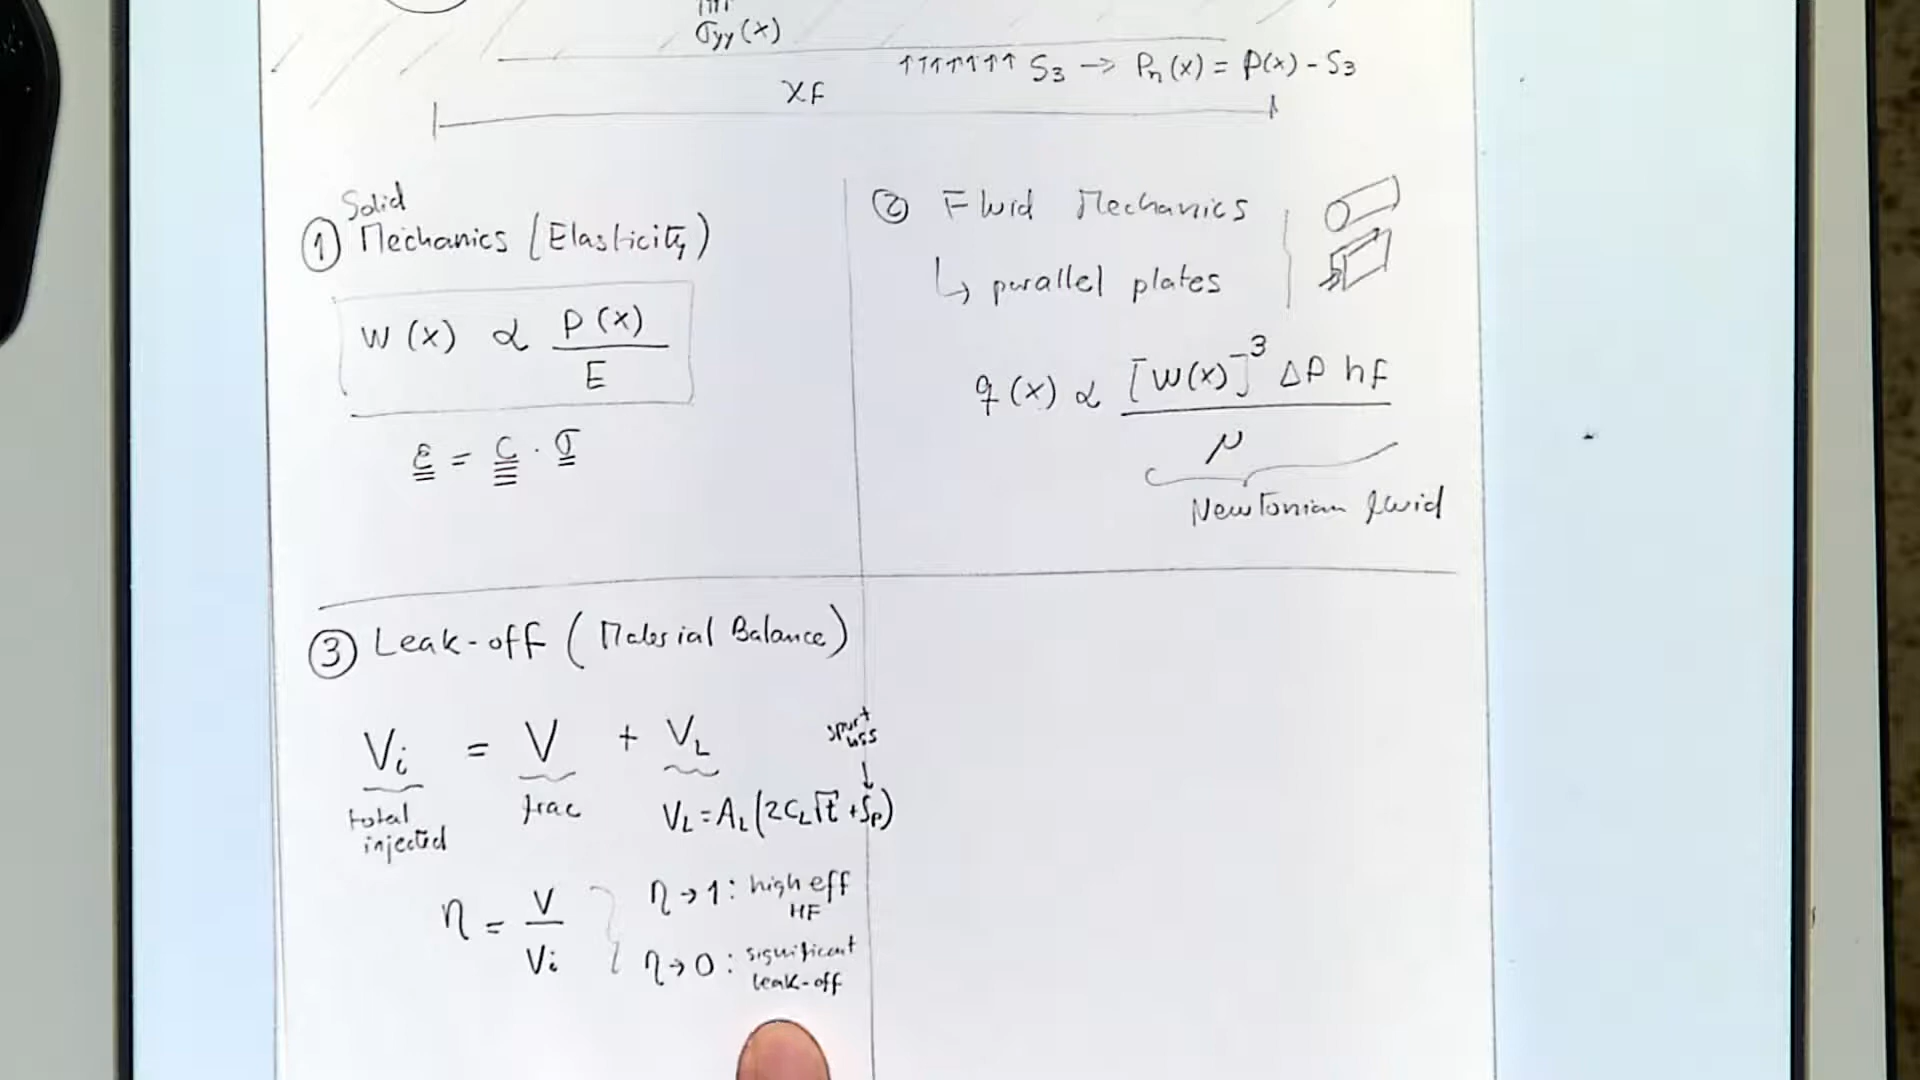 σyy(x)
↑↑↑↑↑↑↑ S3 → Pn(x) = P(x) - S3
xf
① Solid
Mechanics (Elasticity)
W(x) ∝ P(x)/E
ε = C · σ
② Fluid Mechanics
↳ parallel plates
q(x) ∝ [W(x)]³ ΔP hf / μ
Newtonian fluid
③ Leak-off (Material Balance)
Vi = V + VL
total injected
frac
spurt loss
↓
VL = AL(2CL√t + Sp)
η = V/Vi
η → 1 : high eff
HF
η → 0 : significant
leak-off